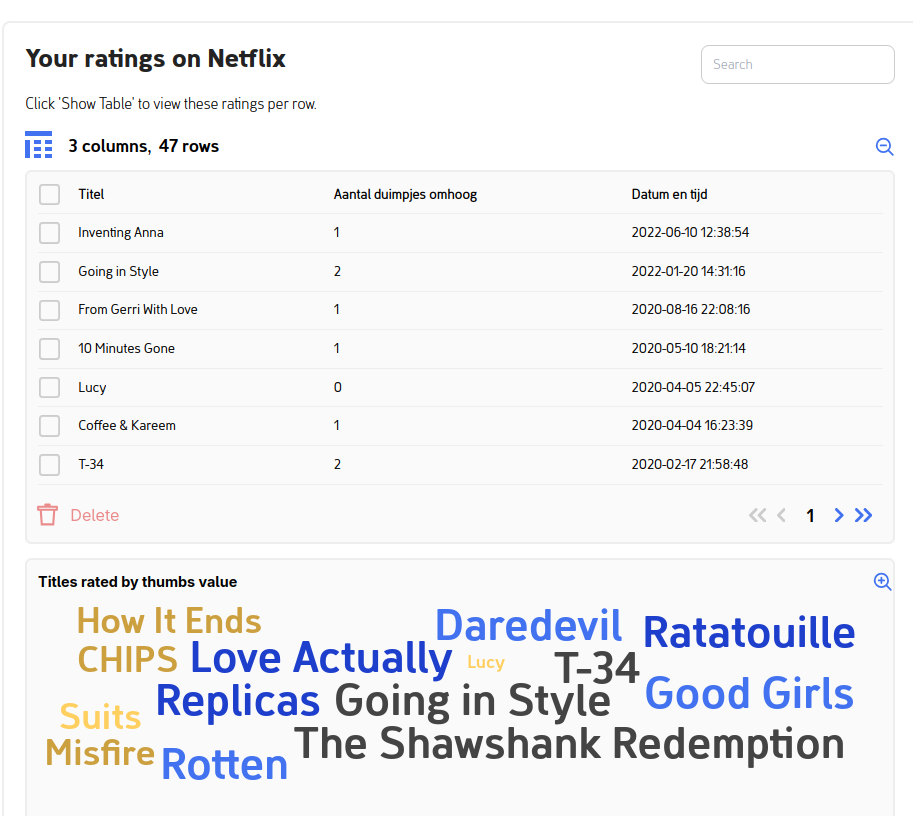 Your ratings on Netflix
Search
Click 'Show Table' to view these ratings per row.
3 columns, 47 rows
Titel Aantal duimpjes omhoog Datum en tijd
Inventing Anna 1 2022-06-10 12:38:54
Going in Style 2 2022-01-20 14:31:16
From Gerri With Love 1 2020-08-16 22:08:16
10 Minutes Gone 1 2020-05-10 18:21:14
Lucy 0 2020-04-05 22:45:07
Coffee & Kareem 1 2020-04-04 16:23:39
T-34 2 2020-02-17 21:58:48
Delete 1
Titles rated by thumbs value
How It Ends Daredevil Ratatouille
CHIPS Love Actually Lucy T-34
Replicas Going in Style Good Girls
Suits
Misfire Rotten The Shawshank Redemption